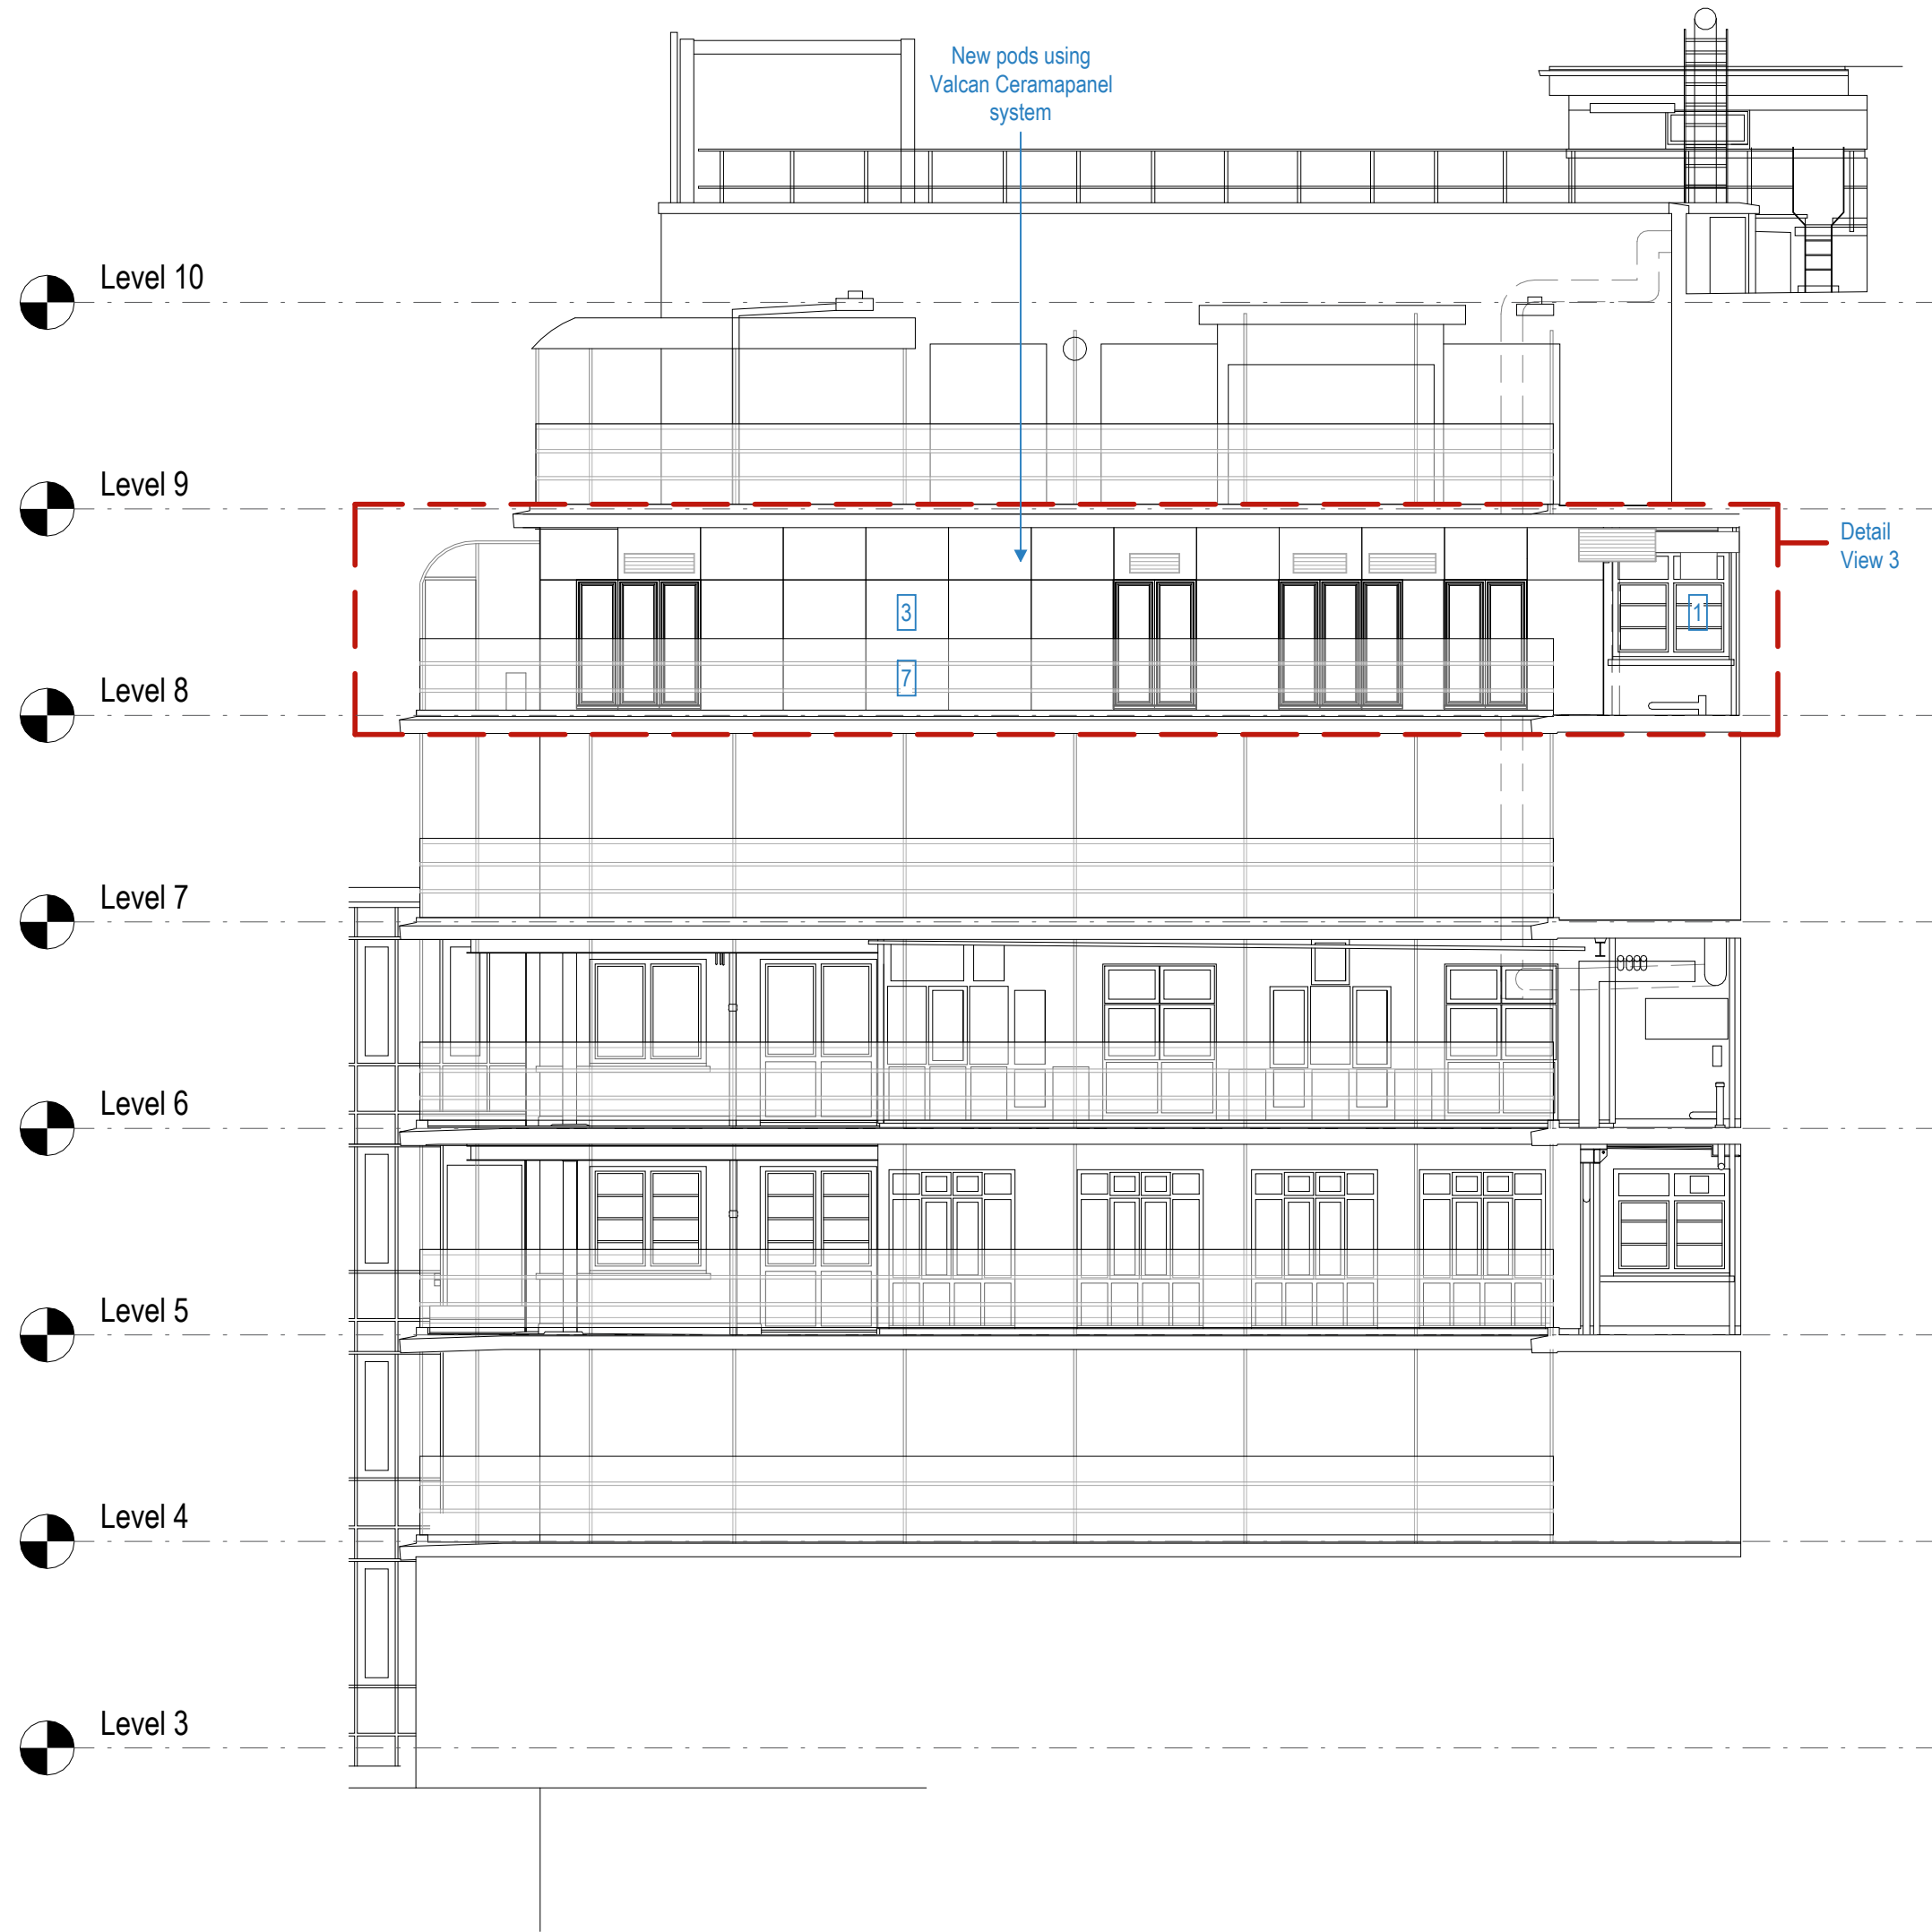 New pods using
Valcan Ceramapanel
system
Level 10
Level 9
Detail
View 3
3
1
7
Level 8
Level 7
Level 6
Level 5
Level 4
Level 3